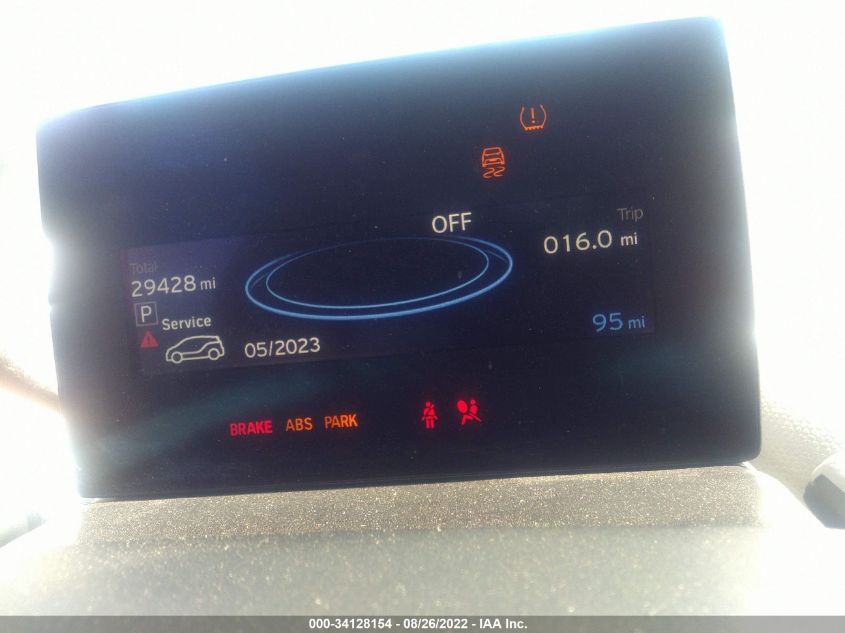 OFF
Trip
016.0 mi
Total
29428 mi
P
Service
05/2023
95 mi
BRAKE ABS PARK
000-34128154 - 08/26/2022 - IAA Inc.